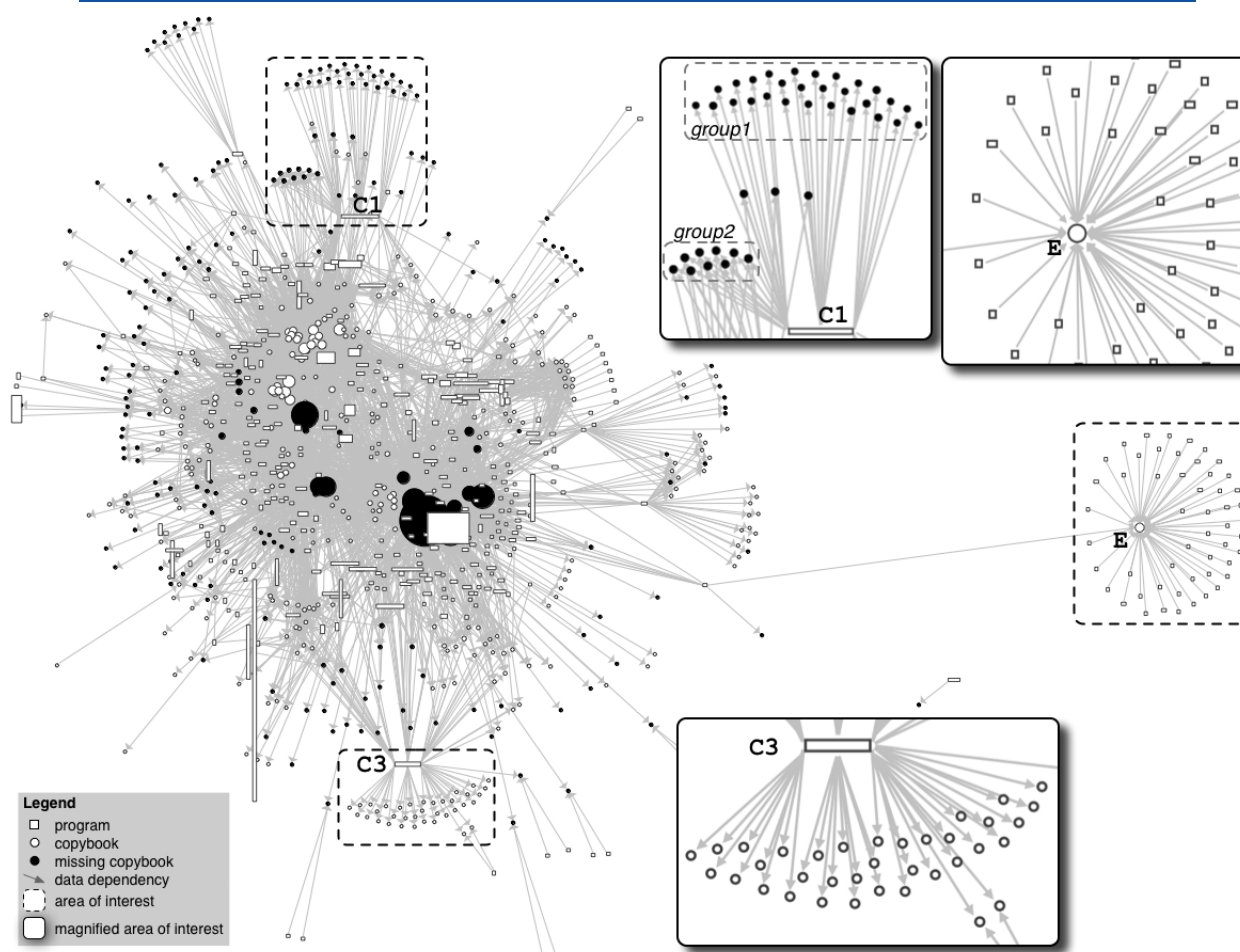 C1
group1
group2
C1
E
E
C3
C3
Legend
program
copybook
missing copybook
data dependency
area of interest
magnified area of interest